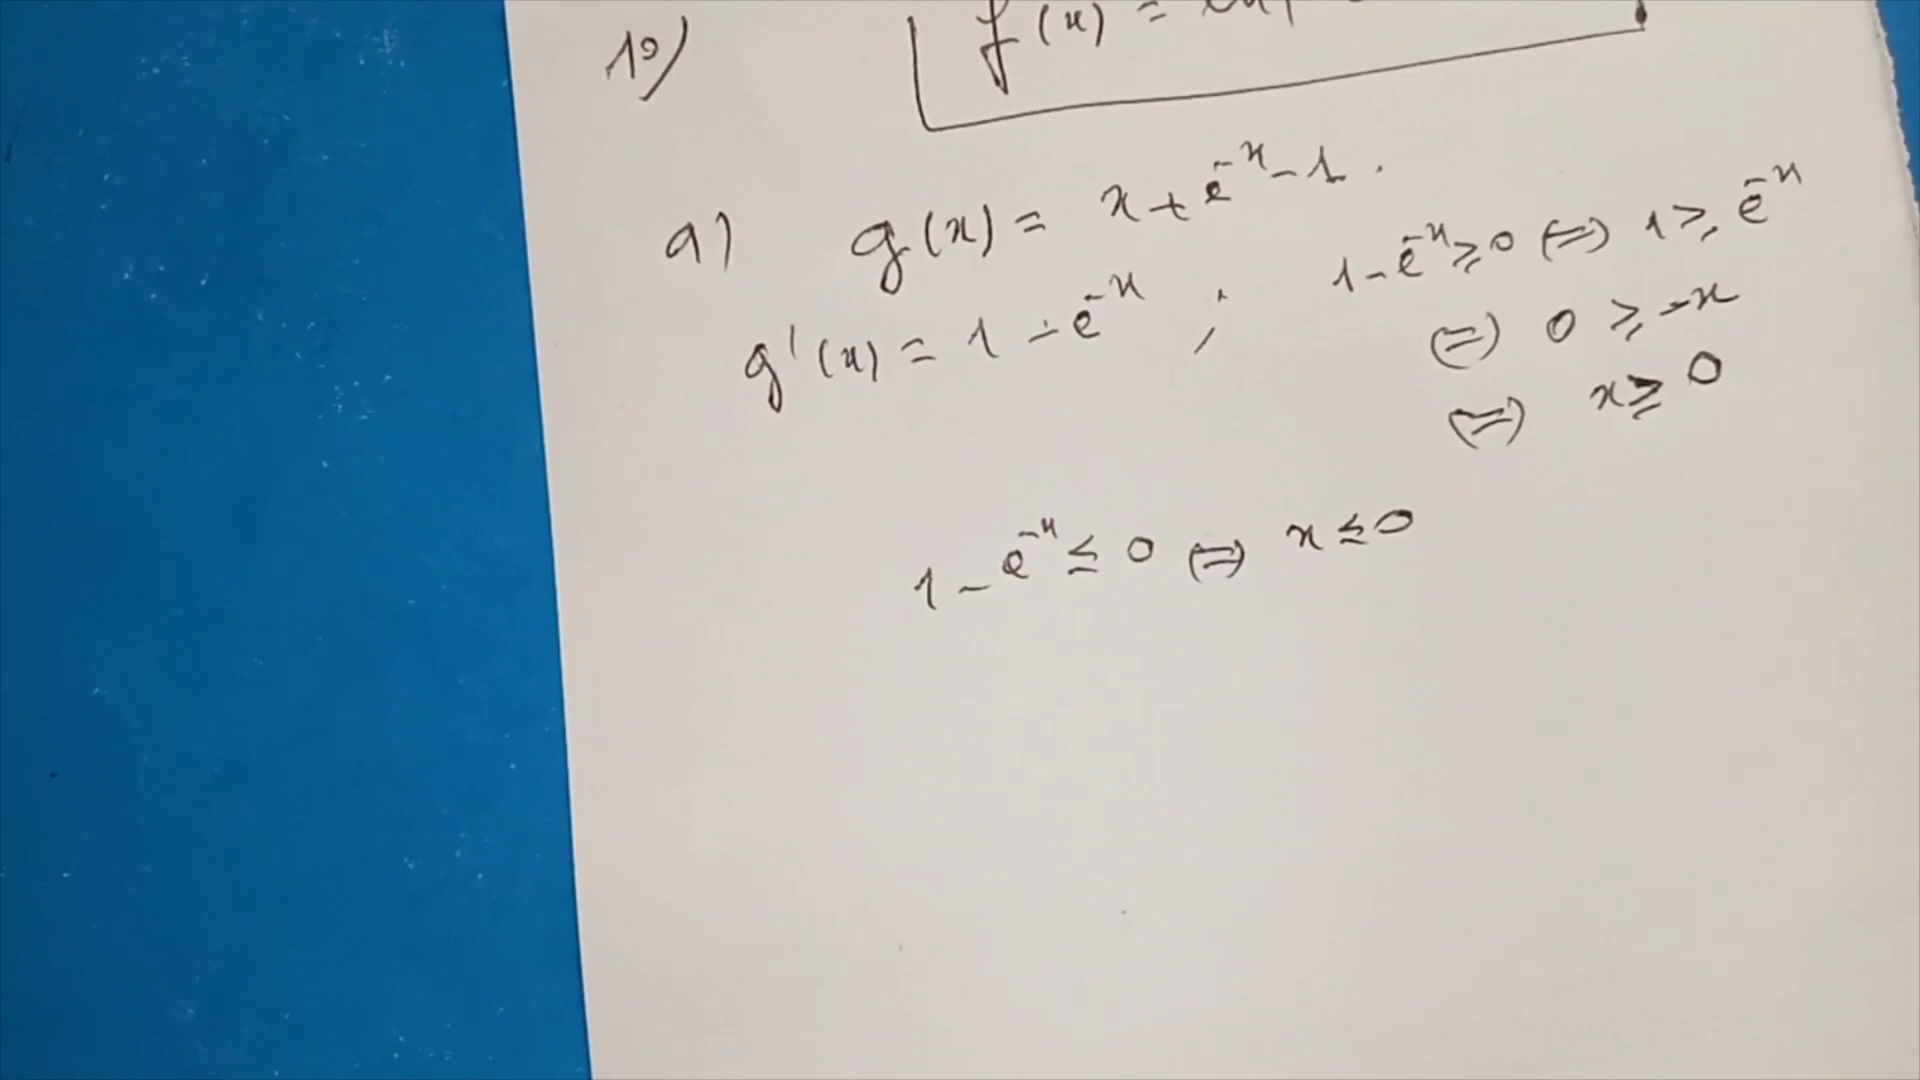 1°)
f(x) =
a) g(x) = x + e^-x - 1 .
g'(x) = 1 - e^-x ; 1 - e^-x ≥ 0 (=) 1 ≥ e^-x
(=) 0 ≥ -x
(=) x ≥ 0
1 - e^-x ≤ 0 (=) x ≤ 0